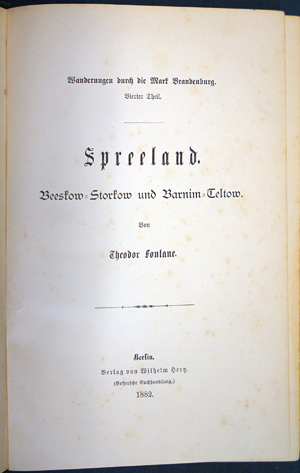 Wanderungen durch die Mark Brandenburg.
Vierter Theil.
Spreeland.
Beeskow-Storkow und Barnim-Teltow.
Von
Theodor Fontane.
Berlin.
Verlag von Wilhelm Hertz.
(Bessersche Buchhandlung.)
1882.